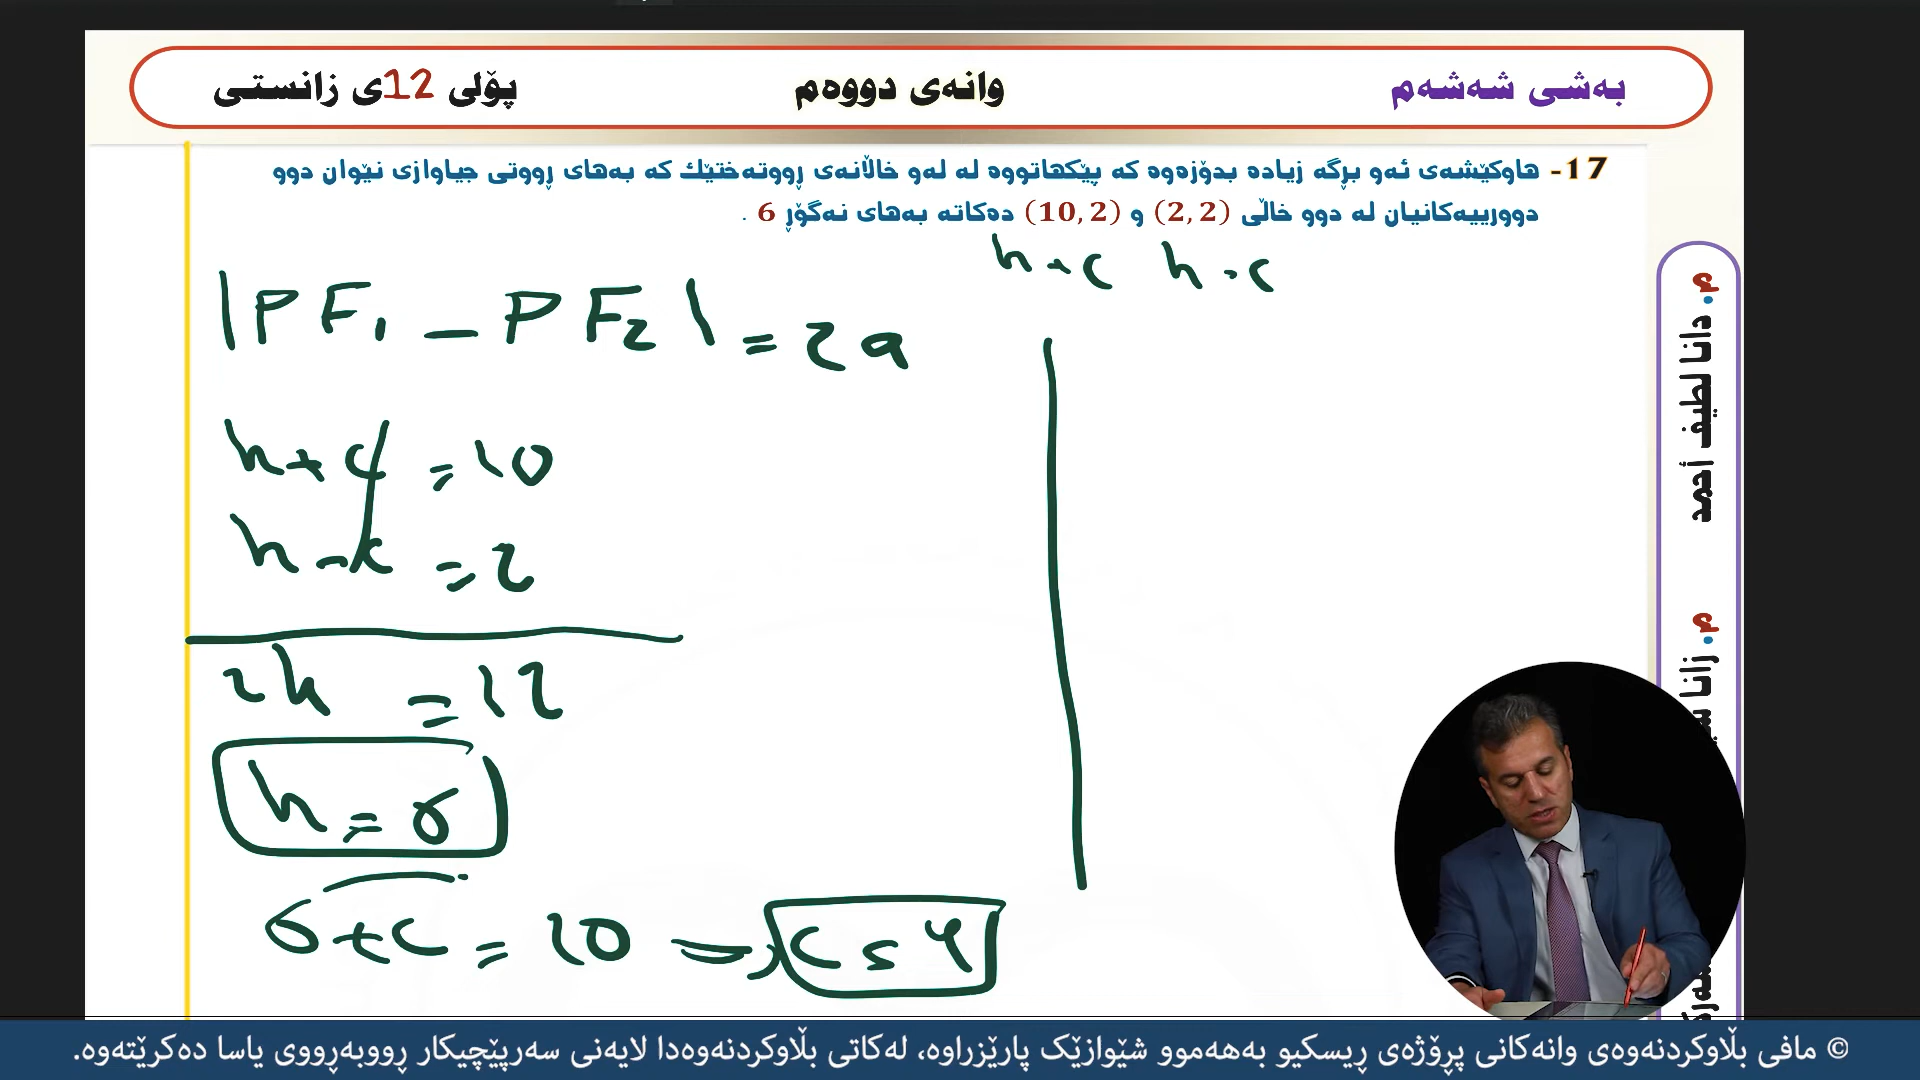 بەشی شەشەم
وانەی دووەم
پۆلی 12ی زانستی
17- هاوکێشەی ئەو بڕگە زیادە بدۆزەوە کە پێکهاتووە لە لەو خاڵانەی ڕووتەختێك کە بەهای ڕووتی جیاوازی نێوان دوو
دوورییەکانیان لە دوو خاڵی (2, 2) و (10, 2) دەکاتە بەهای نەگۆڕ 6 .
h+c h-c
|PF₁ - PF₂| = 2a
h+c = 10
h-c = 2
2h = 12
h = 6
6+c = 10 ⇒ c = 4
م. دانا لطيف أحمد
م. زانا
© مافی بڵاوکردنەوەی وانەکانی پرۆژەی ڕیسکیو بەهەموو شێوازێک پارێزراوە، لەکاتی بڵاوکردنەوەدا لایەنی سەرپێچیکار ڕووبەڕووی یاسا دەکرێتەوە.